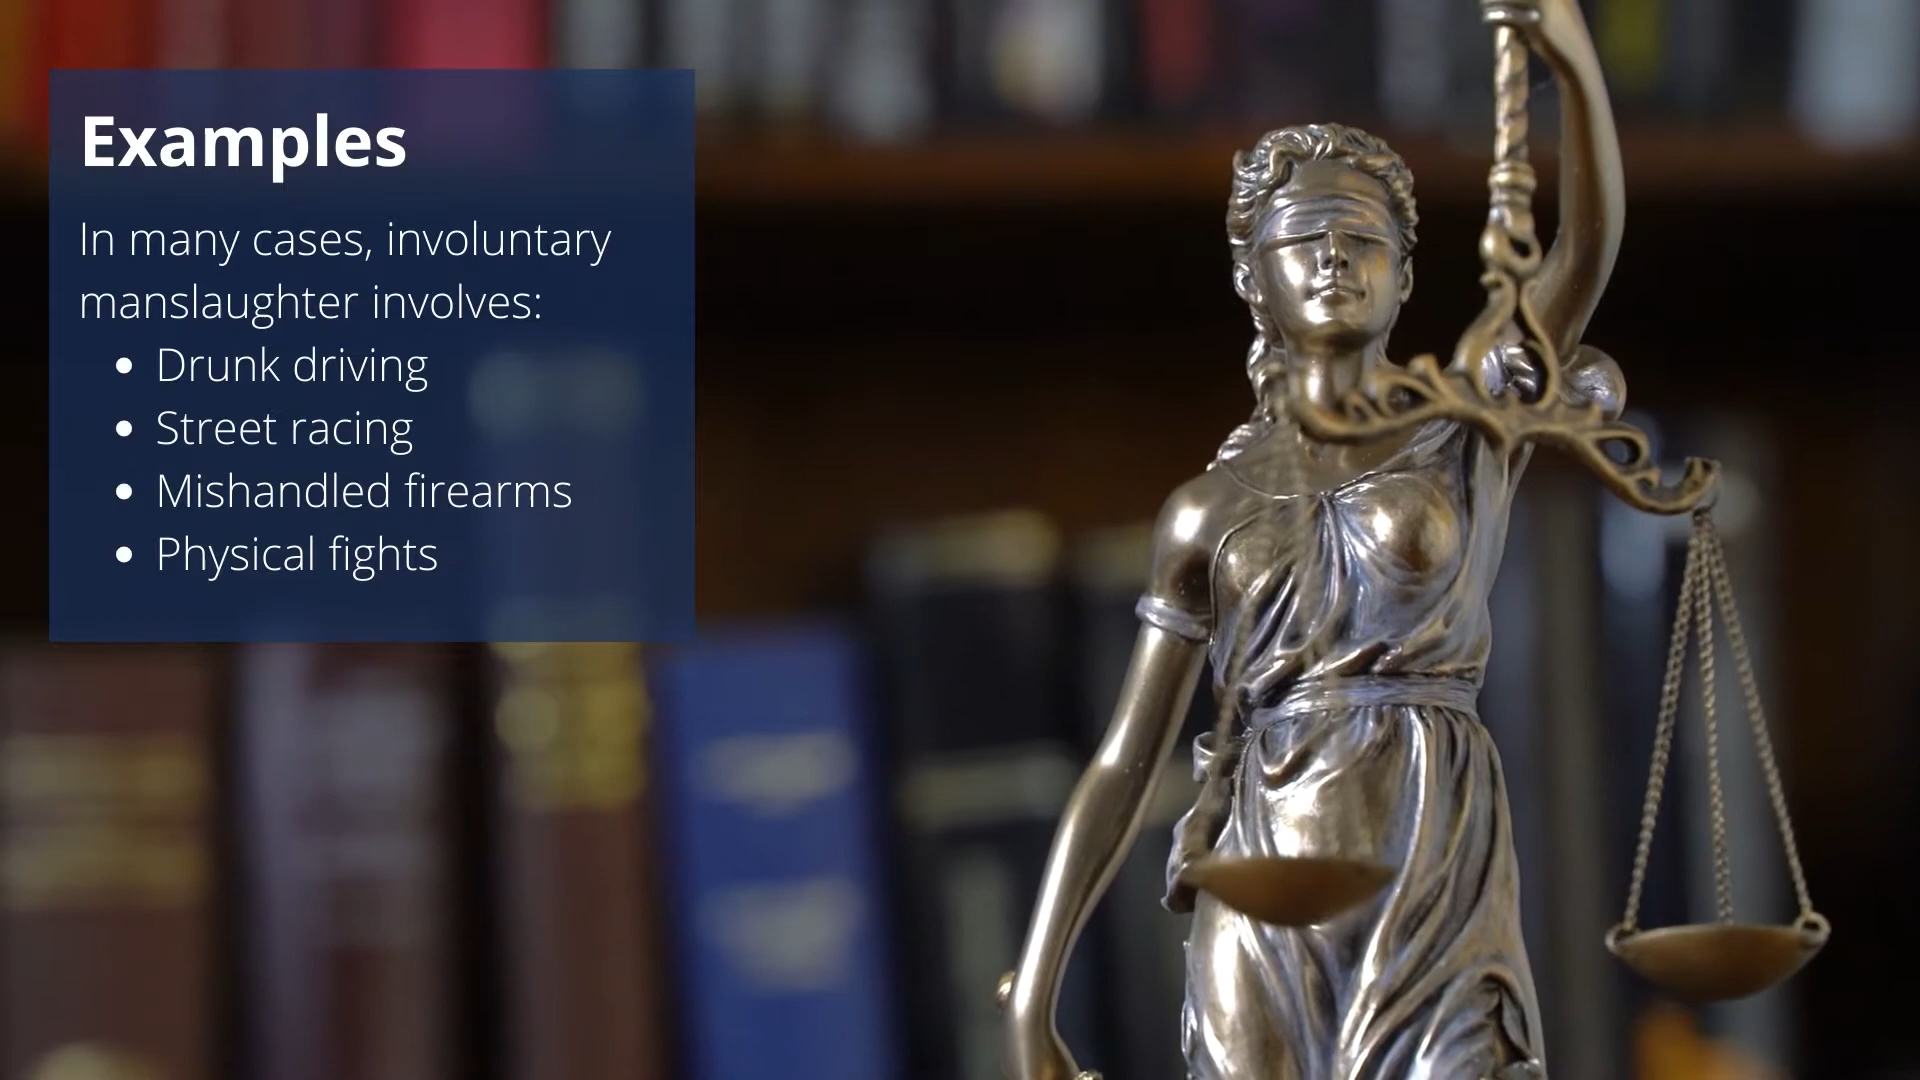 Examples
In many cases, involuntary
manslaughter involves:
• Drunk driving
• Street racing
• Mishandled firearms
• Physical fights